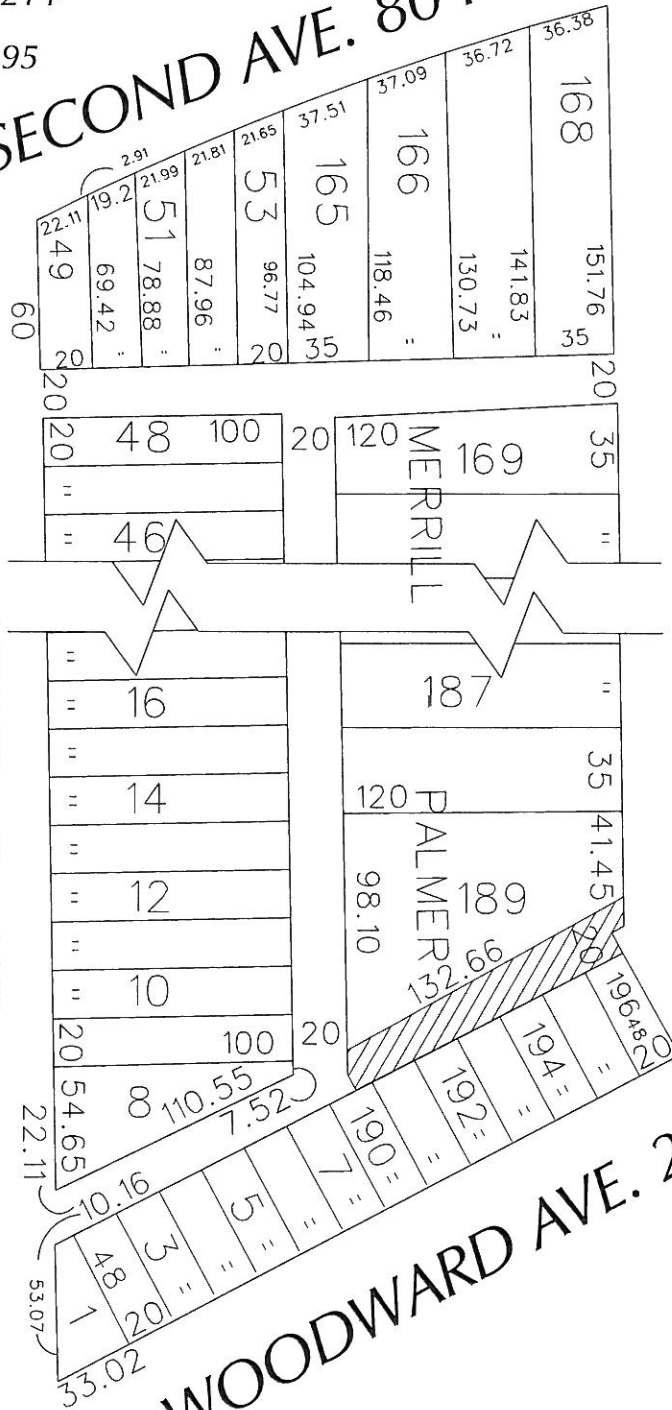 95
SECOND AVE. 80
2.91
22.11 19.2 21.99 21.81 21.65 37.51 37.09 36.72 36.38
49 51 53 165 166 168
60 69.42 78.88 87.96 96.77 104.94 118.46 130.73 141.83 151.76
20 " " " 20 35 " " 35
20 20
20 48 100 20 120 169 35
"
" 46 "
MERRILL
"
" 16 187 "
"
" 14 120 35
" 41.45
" 12 98.10 189
PALMER
"
" 10 132.66 20
20 100 20
54.65 8 110.55 7.52
22.11 10.16
53.07 1 48 3 " 5 " 7 190 " 192 " 194 " 196 48 20
20 " " " " " " " "
33.02
WOODWARD AVE. 2